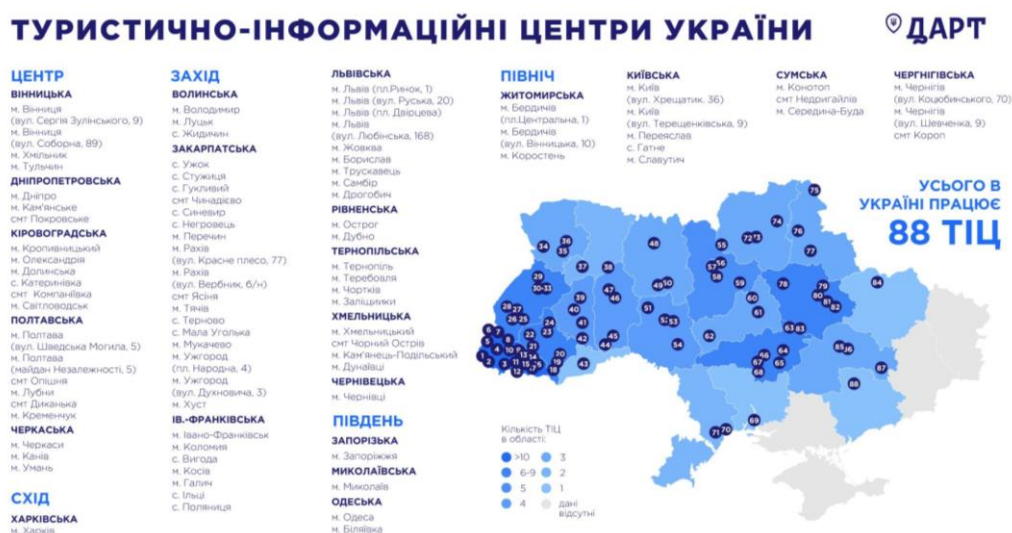 ТУРИСТИЧНО-ІНФОРМАЦІЙНІ ЦЕНТРИ УКРАЇНИ
ДАРТ
ЦЕНТР
ВІННИЦЬКА
м. Вінниця
(вул. Сергія Зулінського, 9)
м. Вінниця
(вул. Соборна, 89)
м. Хмільник
м. Тульчин
ДНІПРОПЕТРОВСЬКА
м. Дніпро
м. Кам'янське
смт Покровське
КІРОВОГРАДСЬКА
м. Кропивницький
м. Олександрія
м. Долинська
с. Катеринівка
смт Компаніївка
м. Світловодськ
ПОЛТАВСЬКА
м. Полтава
(вул. Шведська Могила, 5)
м. Полтава
(майдан Незалежності, 5)
смт Опішня
м. Лубни
смт Диканька
м. Кременчук
ЧЕРКАСЬКА
м. Черкаси
м. Канів
м. Умань
СХІД
ХАРКІВСЬКА
м. Харків
ЗАХІД
ВОЛИНСЬКА
м. Володимир
м. Луцьк
с. Жидичин
ЗАКАРПАТСЬКА
с. Ужок
с. Стужиця
с. Гукливий
смт Чинадієво
с. Синевир
с. Негровець
м. Перечин
м. Рахів
(вул. Красне плесо, 77)
м. Рахів
(вул. Вербник, б/н)
смт Ясіня
м. Тячів
с. Терново
с. Мала Уголька
м. Мукачево
м. Ужгород
(пл. Народна, 4)
м. Ужгород
(вул. Духновича, 3)
м. Хуст
ІВ.-ФРАНКІВСЬКА
м. Івано-Франківськ
м. Коломия
с. Вигода
м. Косів
м. Галич
с. Ільці
с. Поляниця
ЛЬВІВСЬКА
м. Львів (пл.Ринок, 1)
м. Львів (вул. Руська, 20)
м. Львів (пл. Двірцева)
м. Львів
(вул. Любінська, 168)
м. Жовква
м. Борислав
м. Трускавець
м. Самбір
м. Дрогобич
РІВНЕНСЬКА
м. Острог
м. Дубно
ТЕРНОПІЛЬСЬКА
м. Тернопіль
м. Теребовля
м. Чортків
м. Заліщики
ХМЕЛЬНИЦЬКА
м. Хмельницький
смт Чорний Острів
м. Кам'янець-Подільський
м. Дунаївці
ЧЕРНІВЕЦЬКА
м. Чернівці
ПІВДЕНЬ
ЗАПОРІЗЬКА
м. Запоріжжя
МИКОЛАЇВСЬКА
м. Миколаїв
ОДЕСЬКА
м. Одеса
м. Біляївка
ПІВНІЧ
ЖИТОМИРСЬКА
м. Бердичів
(пл.Центральна, 1)
м. Бердичів
(вул. Вінницька, 10)
м. Коростень
КИЇВСЬКА
м. Київ
(вул. Хрещатик. 36)
м. Київ
(вул. Терещенківська, 9)
м. Переяслав
с. Гатне
м. Славутич
СУМСЬКА
м. Конотоп
смт Недригайлів
м. Середина-Буда
ЧЕРГНІГІВСЬКА
м. Чернігів
(вул. Коцюбинського, 70)
м. Чернігів
(вул. Шевченка, 9)
смт Короп
УСЬОГО В
УКРАЇНІ ПРАЦЮЄ
88 ТІЦ
Кількість ТІЦ
в області:
>10 3
6-9 2
5 1
4 дані
відсутні